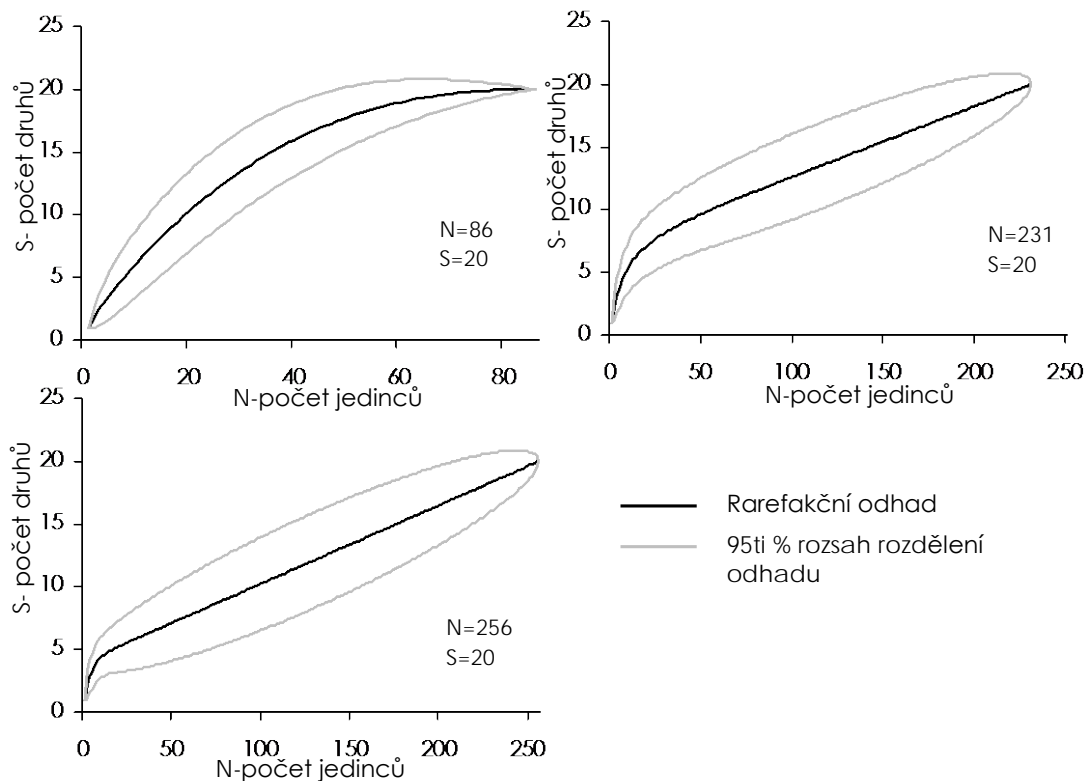 25
20
15
10
5
0
S- počet druhů
N=86
S=20
0 20 40 60 80
N-počet jedinců
25
20
15
10
5
0
S- počet druhů
N=231
S=20
0 50 100 150 200 250
N-počet jedinců
25
20
15
10
5
0
S- počet druhů
N=256
S=20
0 50 100 150 200 250
N-počet jedinců
Rarefakční odhad
95ti % rozsah rozdělení
odhadu